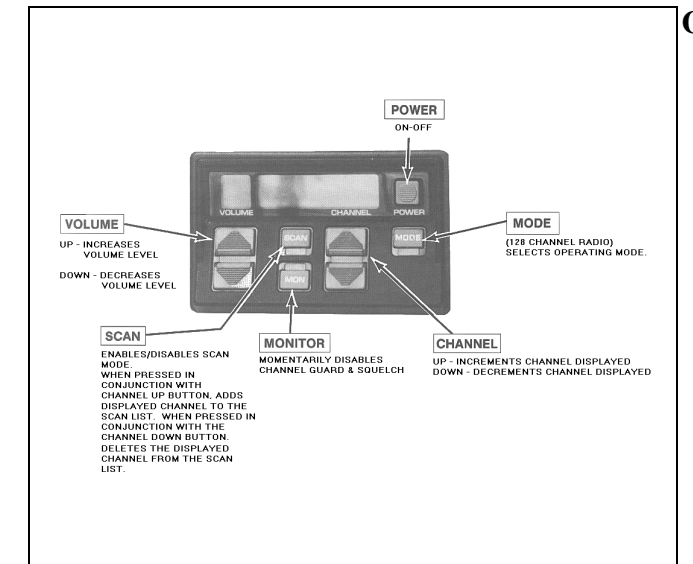 C
POWER
ON-OFF
VOLUME
CHANNEL
POWER
VOLUME
UP - INCREASES
VOLUME LEVEL
DOWN - DECREASES
VOLUME LEVEL
SCAN
MODE
MON
MODE
(128 CHANNEL RADIO)
SELECTS OPERATING MODE.
SCAN
ENABLES/DISABLES SCAN
MODE.
WHEN PRESSED IN
CONJUNCTION WITH
CHANNEL UP BUTTON, ADDS
DISPLAYED CHANNEL TO THE
SCAN LIST. WHEN PRESSED IN
CONJUNCTION WITH THE
CHANNEL DOWN BUTTON.
DELETES THE DISPLAYED
CHANNEL FROM THE SCAN
LIST.
MONITOR
MOMENTARILY DISABLES
CHANNEL GUARD & SQUELCH
CHANNEL
UP - INCREMENTS CHANNEL DISPLAYED
DOWN - DECREMENTS CHANNEL DISPLAYED